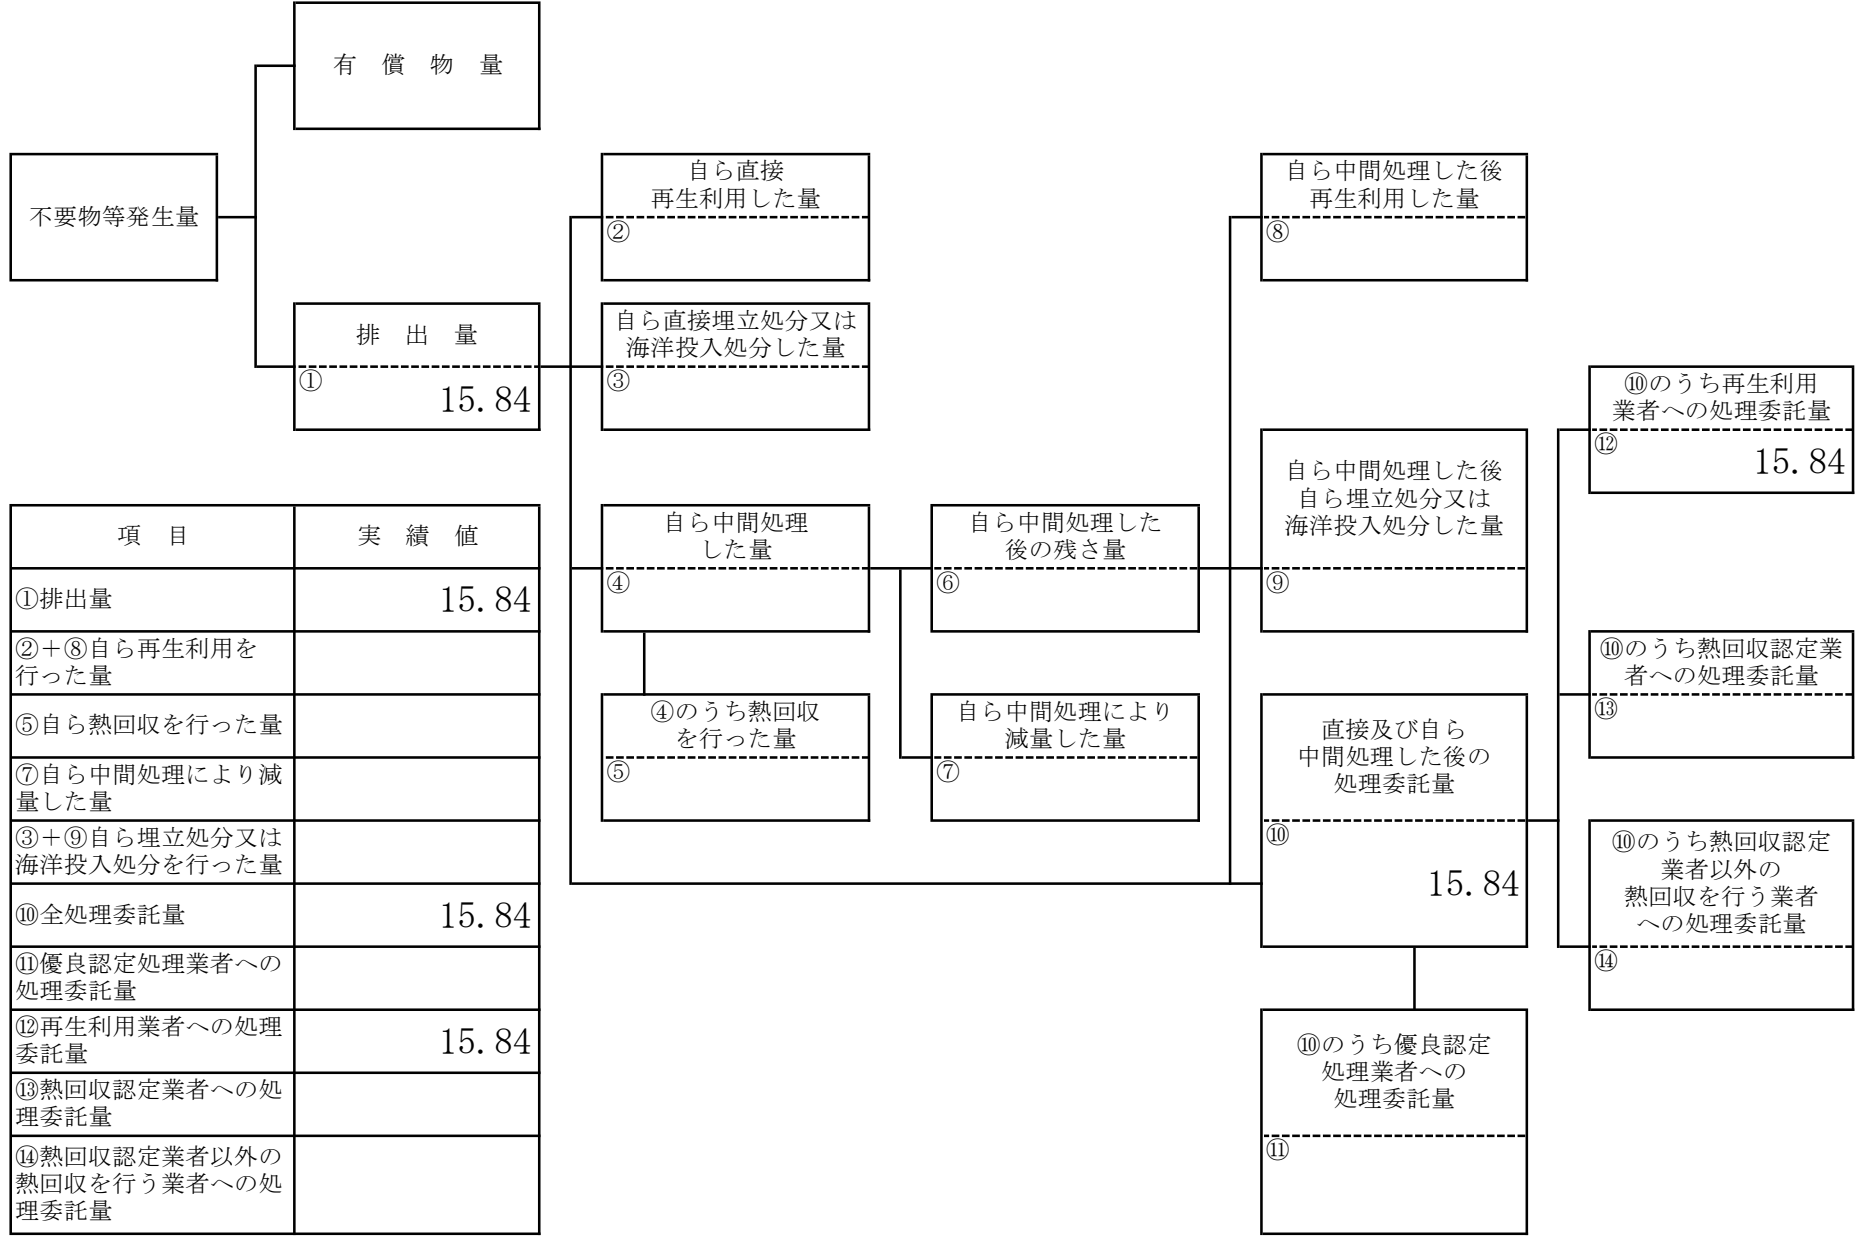 有　償　物　量
不要物等発生量
排　出　量
①
15.84
自ら直接
再生利用した量
②
自ら直接埋立処分又は
海洋投入処分した量
③
自ら中間処理
した量
④
④のうち熱回収
を行った量
⑤
自ら中間処理した
後の残さ量
⑥
自ら中間処理により
減量した量
⑦
自ら中間処理した後
再生利用した量
⑧
自ら中間処理した後
自ら埋立処分又は
海洋投入処分した量
⑨
直接及び自ら
中間処理した後の
処理委託量
⑩
15.84
⑩のうち優良認定
処理業者への
処理委託量
⑪
⑩のうち再生利用
業者への処理委託量
⑫
15.84
⑩のうち熱回収認定業
者への処理委託量
⑬
⑩のうち熱回収認定
業者以外の
熱回収を行う業者
への処理委託量
⑭
項　目
実　績　値
①排出量
15.84
②＋⑧自ら再生利用を
行った量
⑤自ら熱回収を行った量
⑦自ら中間処理により減
量した量
③＋⑨自ら埋立処分又は
海洋投入処分を行った量
⑩全処理委託量
15.84
⑪優良認定処理業者への
処理委託量
⑫再生利用業者への処理
委託量
15.84
⑬熱回収認定業者への処
理委託量
⑭熱回収認定業者以外の
熱回収を行う業者への処
理委託量